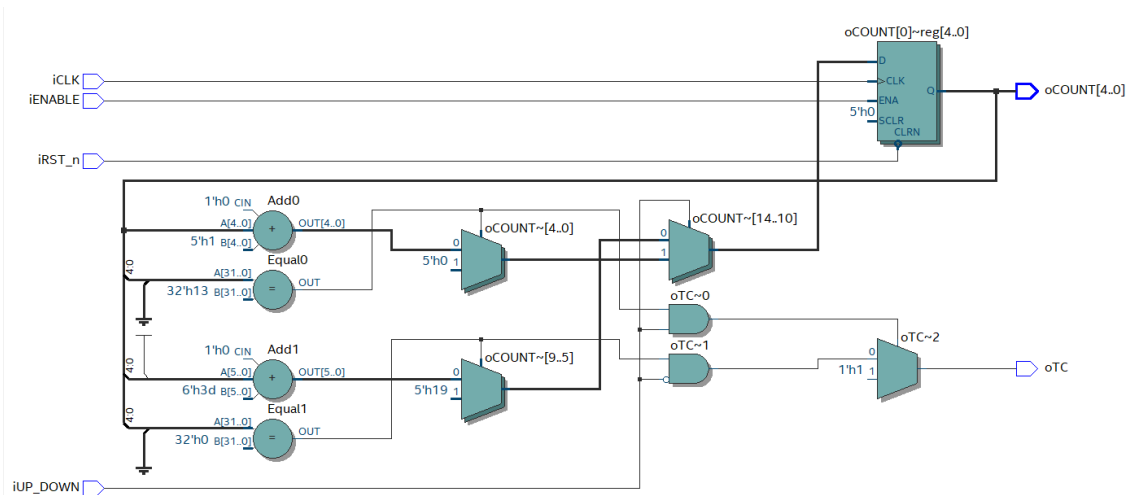 oCOUNT[0]~reg[4..0]
D
iCLK
>CLK
iENABLE
ENA
Q
oCOUNT[4..0]
5'h0
SCLR
CLRN
iRST_n
1'h0 CIN
Add0
A[4..0]
+
OUT[4..0]
5'h1 B[4..0]
oCOUNT~[4..0]
0
5'h0 1
oCOUNT~[14..10]
0
1
4:0
Equal0
A[31..0]
=
OUT
32'h13 B[31..0]
oTC~0
1'h0 CIN
Add1
4:0
A[5..0]
+
OUT[5..0]
6'h3d B[5..0]
oCOUNT~[9..5]
0
5'h19 1
oTC~1
oTC~2
0
1'h1 1
oTC
4:0
Equal1
A[31..0]
=
OUT
32'h0 B[31..0]
iUP_DOWN